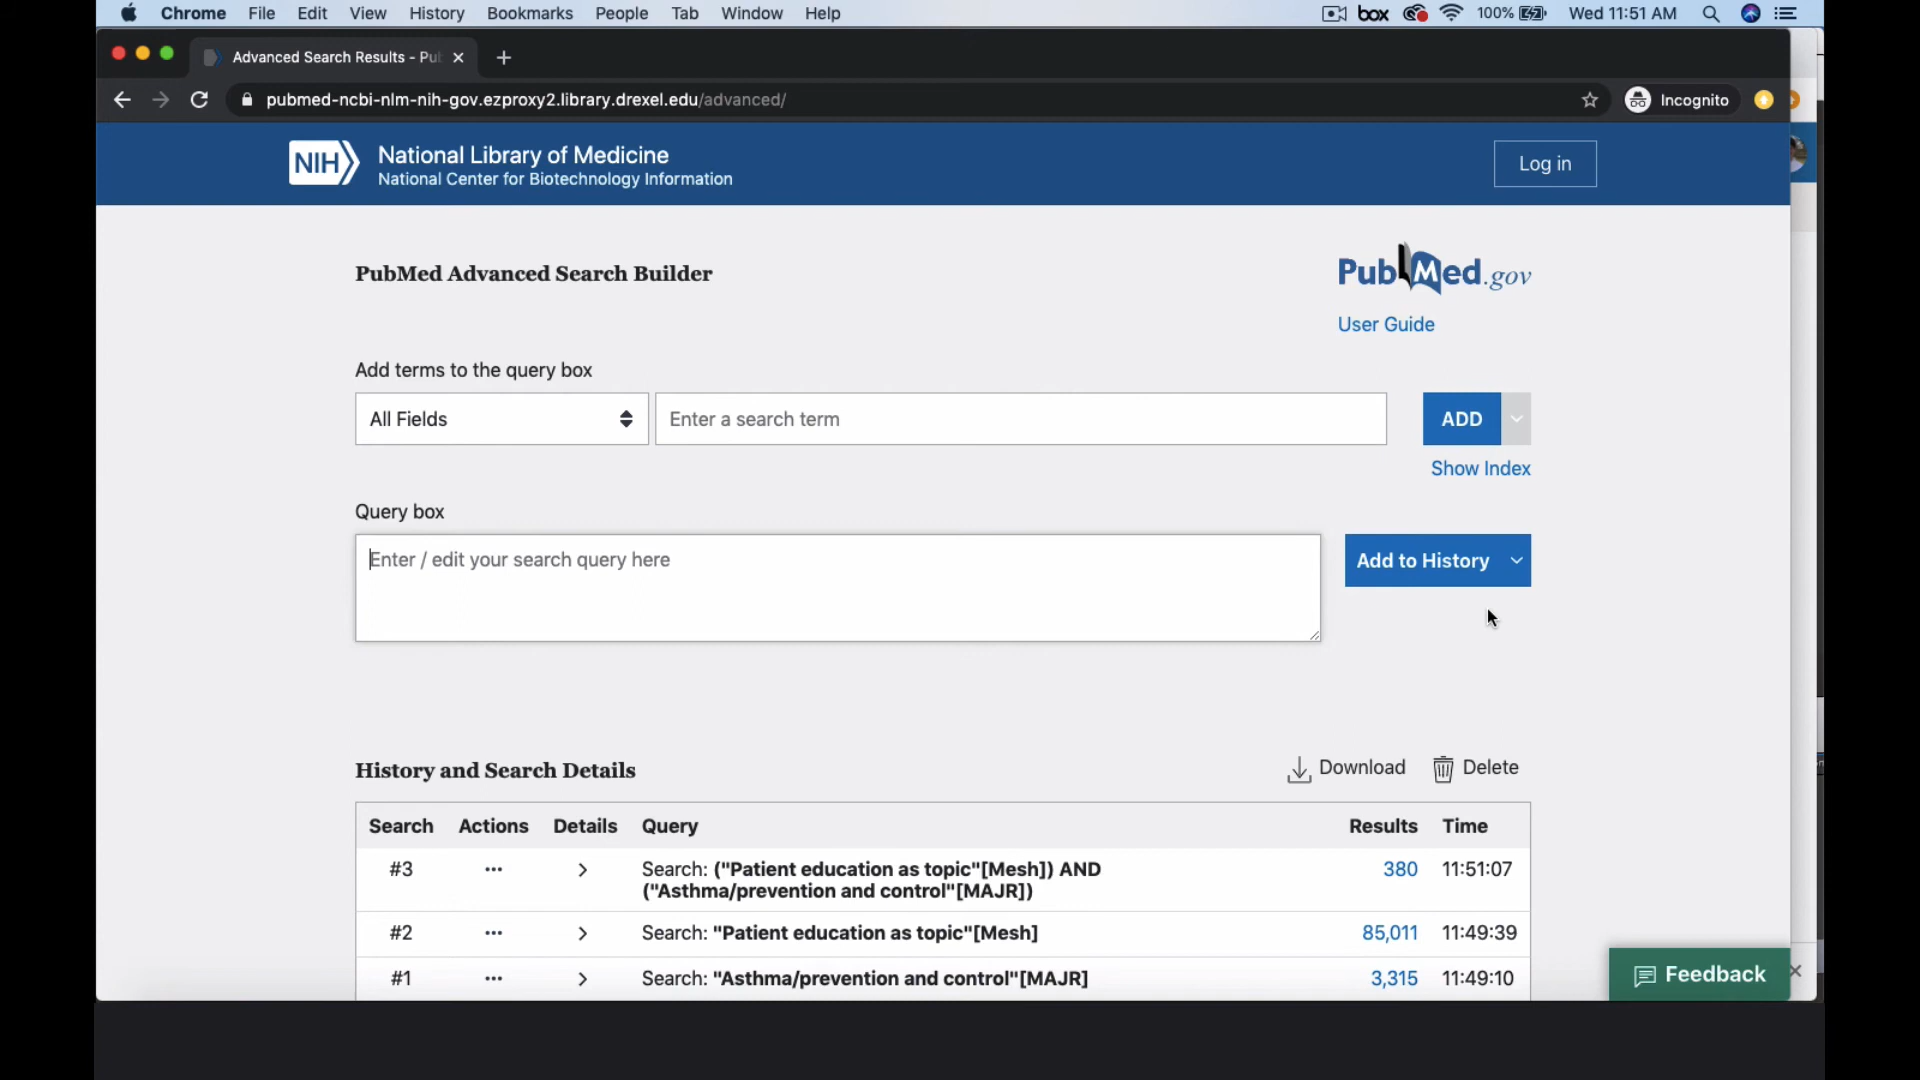 Chrome File Edit View History Bookmarks People Tab Window Help box 100% Wed 11:51 AM
Advanced Search Results - Pu
pubmed-ncbi-nlm-nih-gov.ezproxy2.library.drexel.edu/advanced/ Incognito
NIH National Library of Medicine
National Center for Biotechnology Information
Log in
PubMed Advanced Search Builder
PubMed.gov
User Guide
Add terms to the query box
All Fields Enter a search term ADD
Show Index
Query box
Enter / edit your search query here
Add to History
History and Search Details Download Delete
Search Actions Details Query Results Time
#3 ... > Search: ("Patient education as topic"[Mesh]) AND 380 11:51:07
("Asthma/prevention and control"[MAJR])
#2 ... > Search: "Patient education as topic"[Mesh] 85,011 11:49:39
#1 ... > Search: "Asthma/prevention and control"[MAJR] 3,315 11:49:10
Feedback